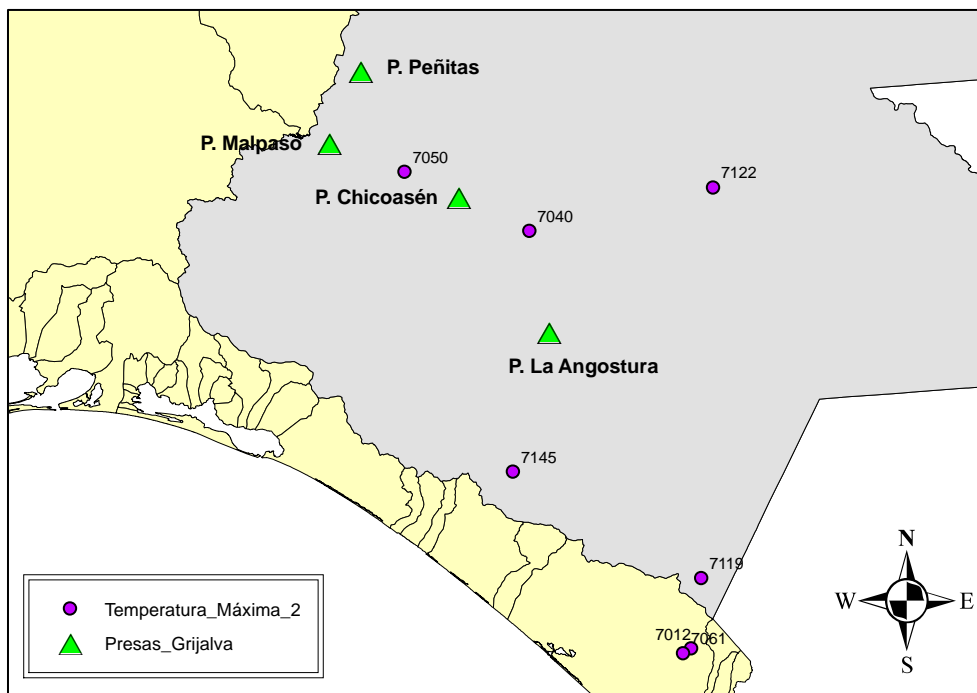 P. Peñitas
P. Malpaso
7050
7122
P. Chicoasén
7040
P. La Angostura
7145
7119
7012
7061
N
W
E
S
Temperatura_Máxima_2
Presas_Grijalva